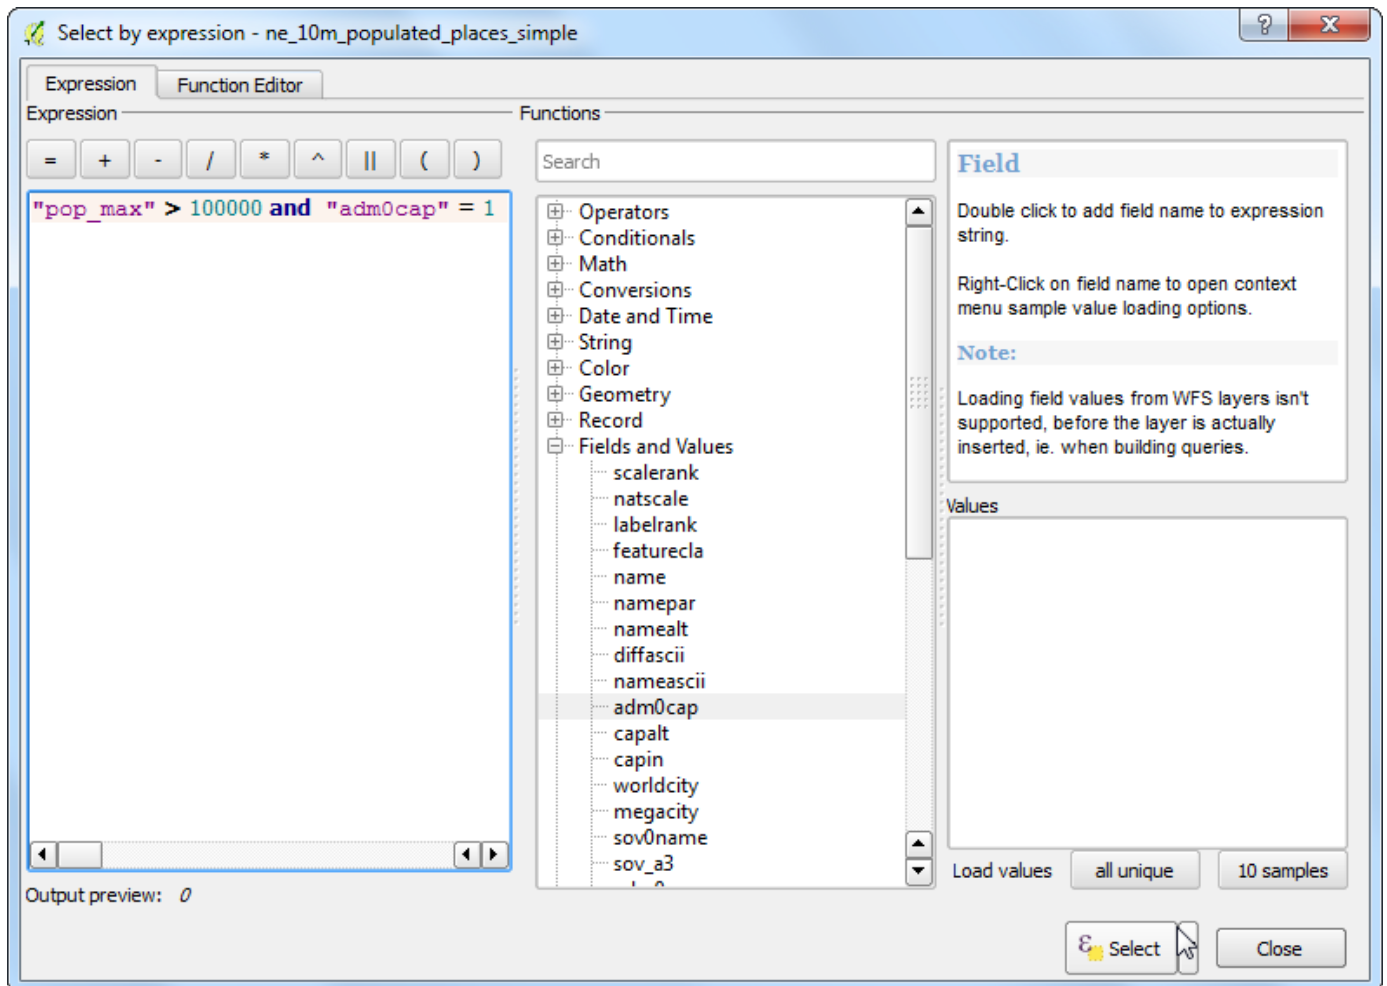 Select by expression - ne_10m_populated_places_simple
?
X
Expression
Function Editor
Expression
Functions
= + - / * ^ || ( )
"pop_max" > 100000 and "adm0cap" = 1
Output preview: 0
Search
Operators
Conditionals
Math
Conversions
Date and Time
String
Color
Geometry
Record
Fields and Values
scalerank
natscale
labelrank
featurecla
name
namepar
namealt
diffascii
nameascii
adm0cap
capalt
capin
worldcity
megacity
sov0name
sov_a3
Field
Double click to add field name to expression
string.
Right-Click on field name to open context
menu sample value loading options.
Note:
Loading field values from WFS layers isn't
supported, before the layer is actually
inserted, ie. when building queries.
Values
Load values
all unique
10 samples
Select
Close